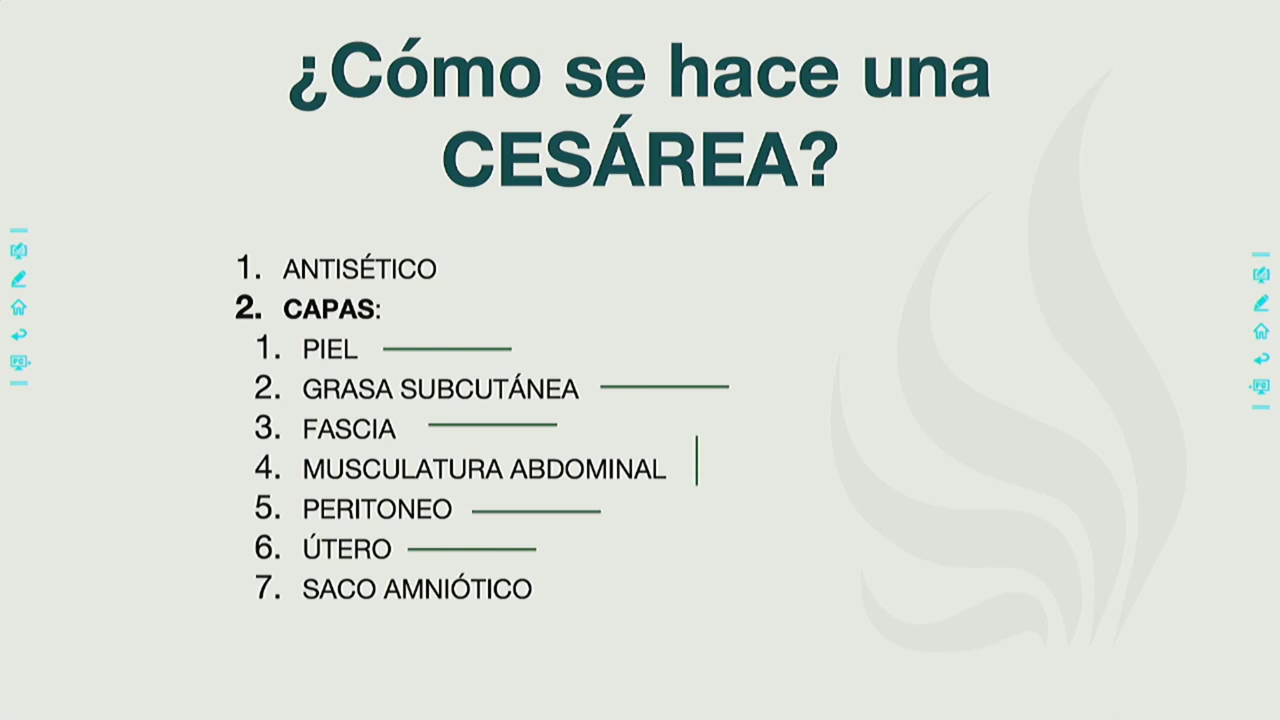 ¿Cómo se hace una
CESÁREA?
1. ANTISÉTICO
2. CAPAS:
1. PIEL
2. GRASA SUBCUTÁNEA
3. FASCIA
4. MUSCULATURA ABDOMINAL
5. PERITONEO
6. ÚTERO
7. SACO AMNIÓTICO